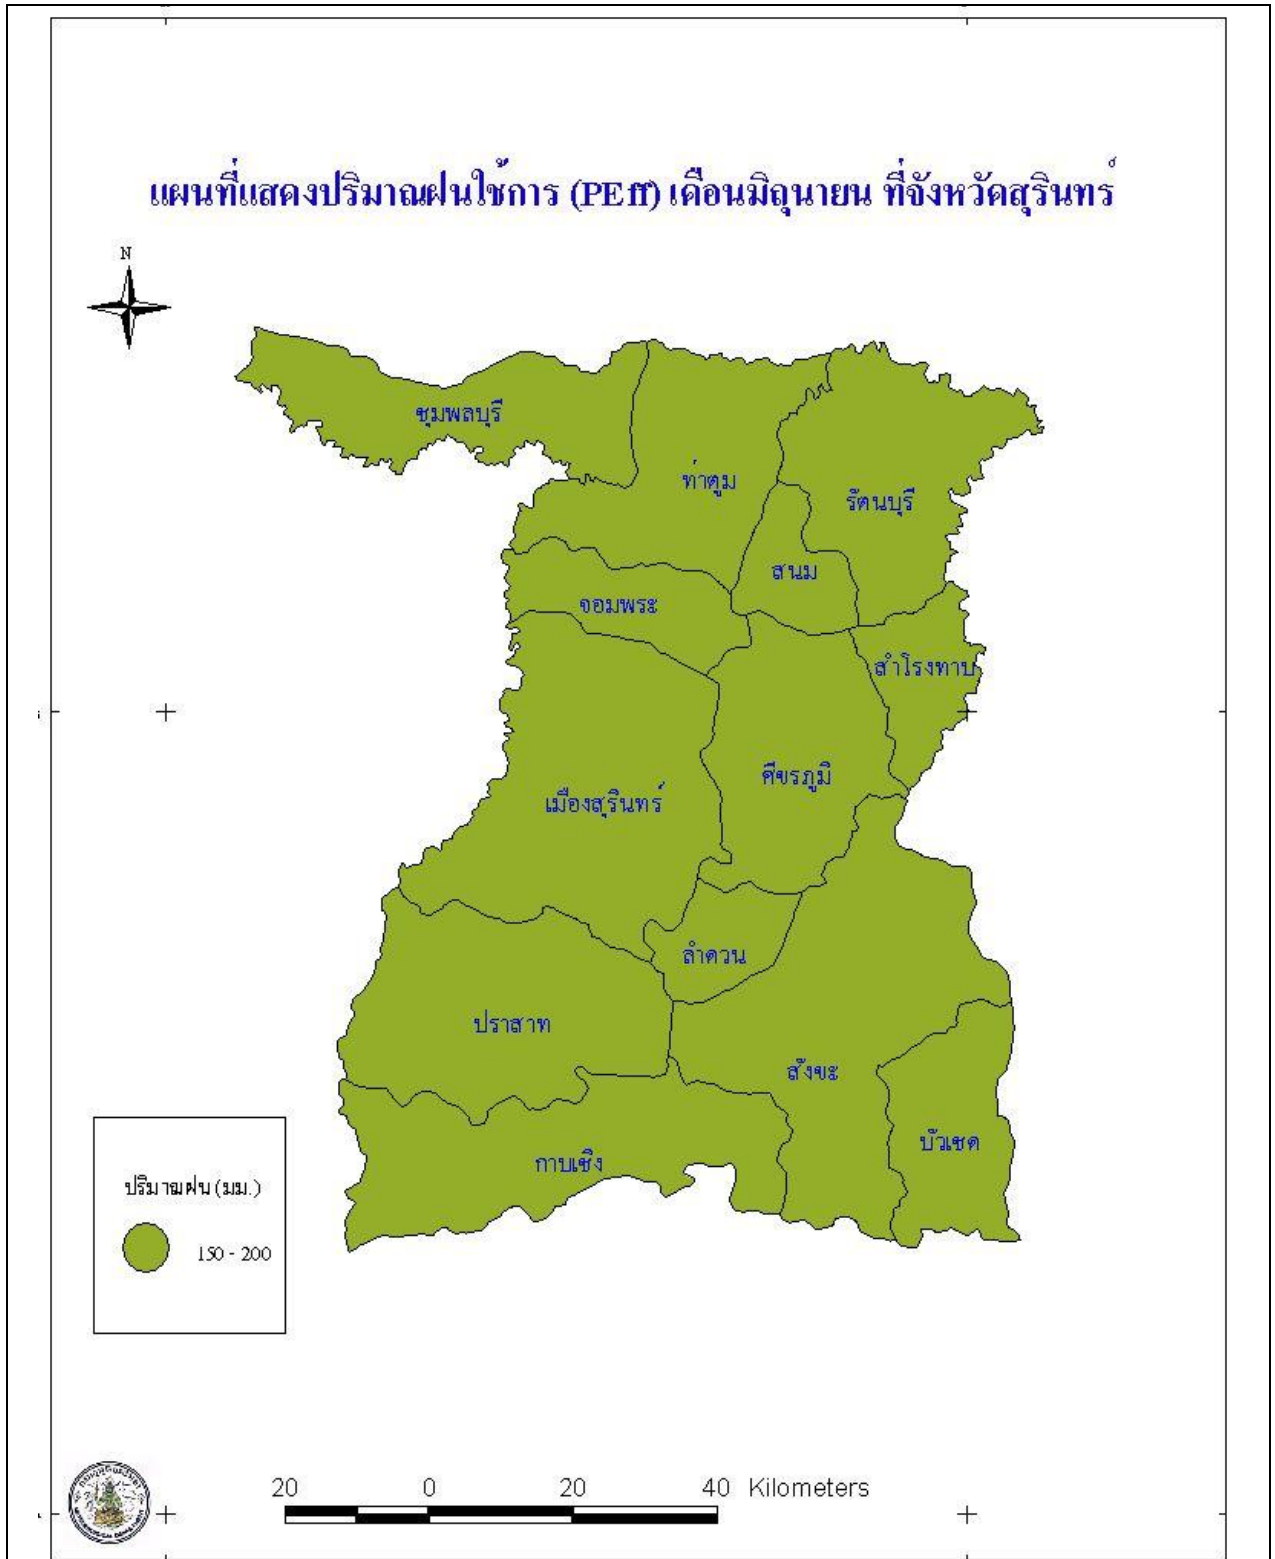 แผนที่แสดงปริมาณฝนใช้การ (PEff) เดือนมิถุนายน ที่จังหวัดสุรินทร์
N
ชุมพลบุรี
ท่าตูม
รัตนบุรี
สนม
จอมพระ
สำโรงทาบ
ศีขรภูมิ
เมืองสุรินทร์
ลำดวน
ปราสาท
สังขะ
บัวเชด
กาบเชิง
ปริมาณฝน (มม.)
150 - 200
20 0 20 40 Kilometers